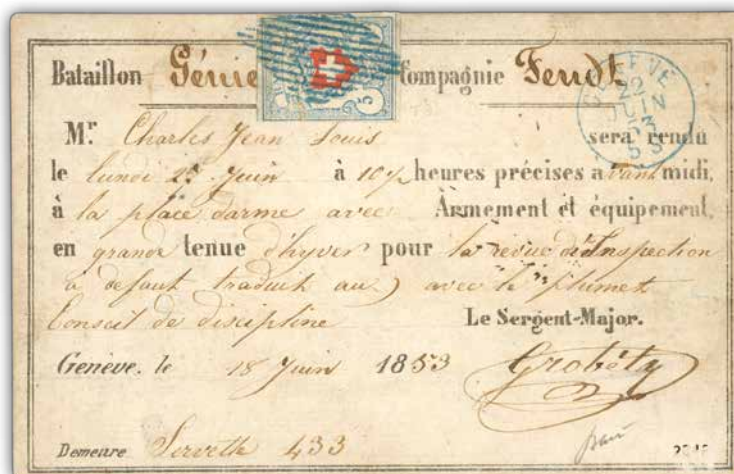 Bataillon Génie Compagnie Fendt
5
GENÈVE
22
JUIN
53
Mr. Charles Jean Louis sera rendu
le lundi 27 Juin à 10½ heures précises avant midi,
à la place d'arme avec Armement et équipement,
en grande tenue d'hyver pour la revue d'Inspection
a defaut traduit au) avec le plumet
Conseil de discipline Le Sergent-Major.
Genève, le 18 Juin 1853 Grobéty
Demeure Servette 433